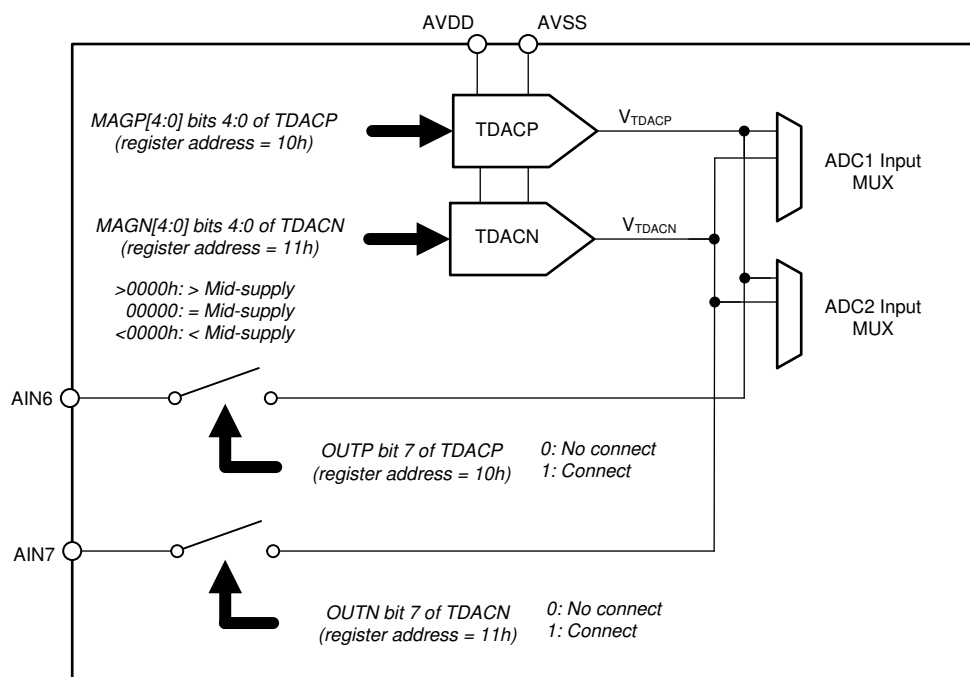 AVDD AVSS
MAGP[4:0] bits 4:0 of TDACP
(register address = 10h)
TDACP
VTDACP
ADC1 Input
MUX
MAGN[4:0] bits 4:0 of TDACN
(register address = 11h)
TDACN
VTDACN
>0000h: > Mid-supply
00000: = Mid-supply
<0000h: < Mid-supply
ADC2 Input
MUX
AIN6
OUTP bit 7 of TDACP
(register address = 10h)
0: No connect
1: Connect
AIN7
OUTN bit 7 of TDACN
(register address = 11h)
0: No connect
1: Connect